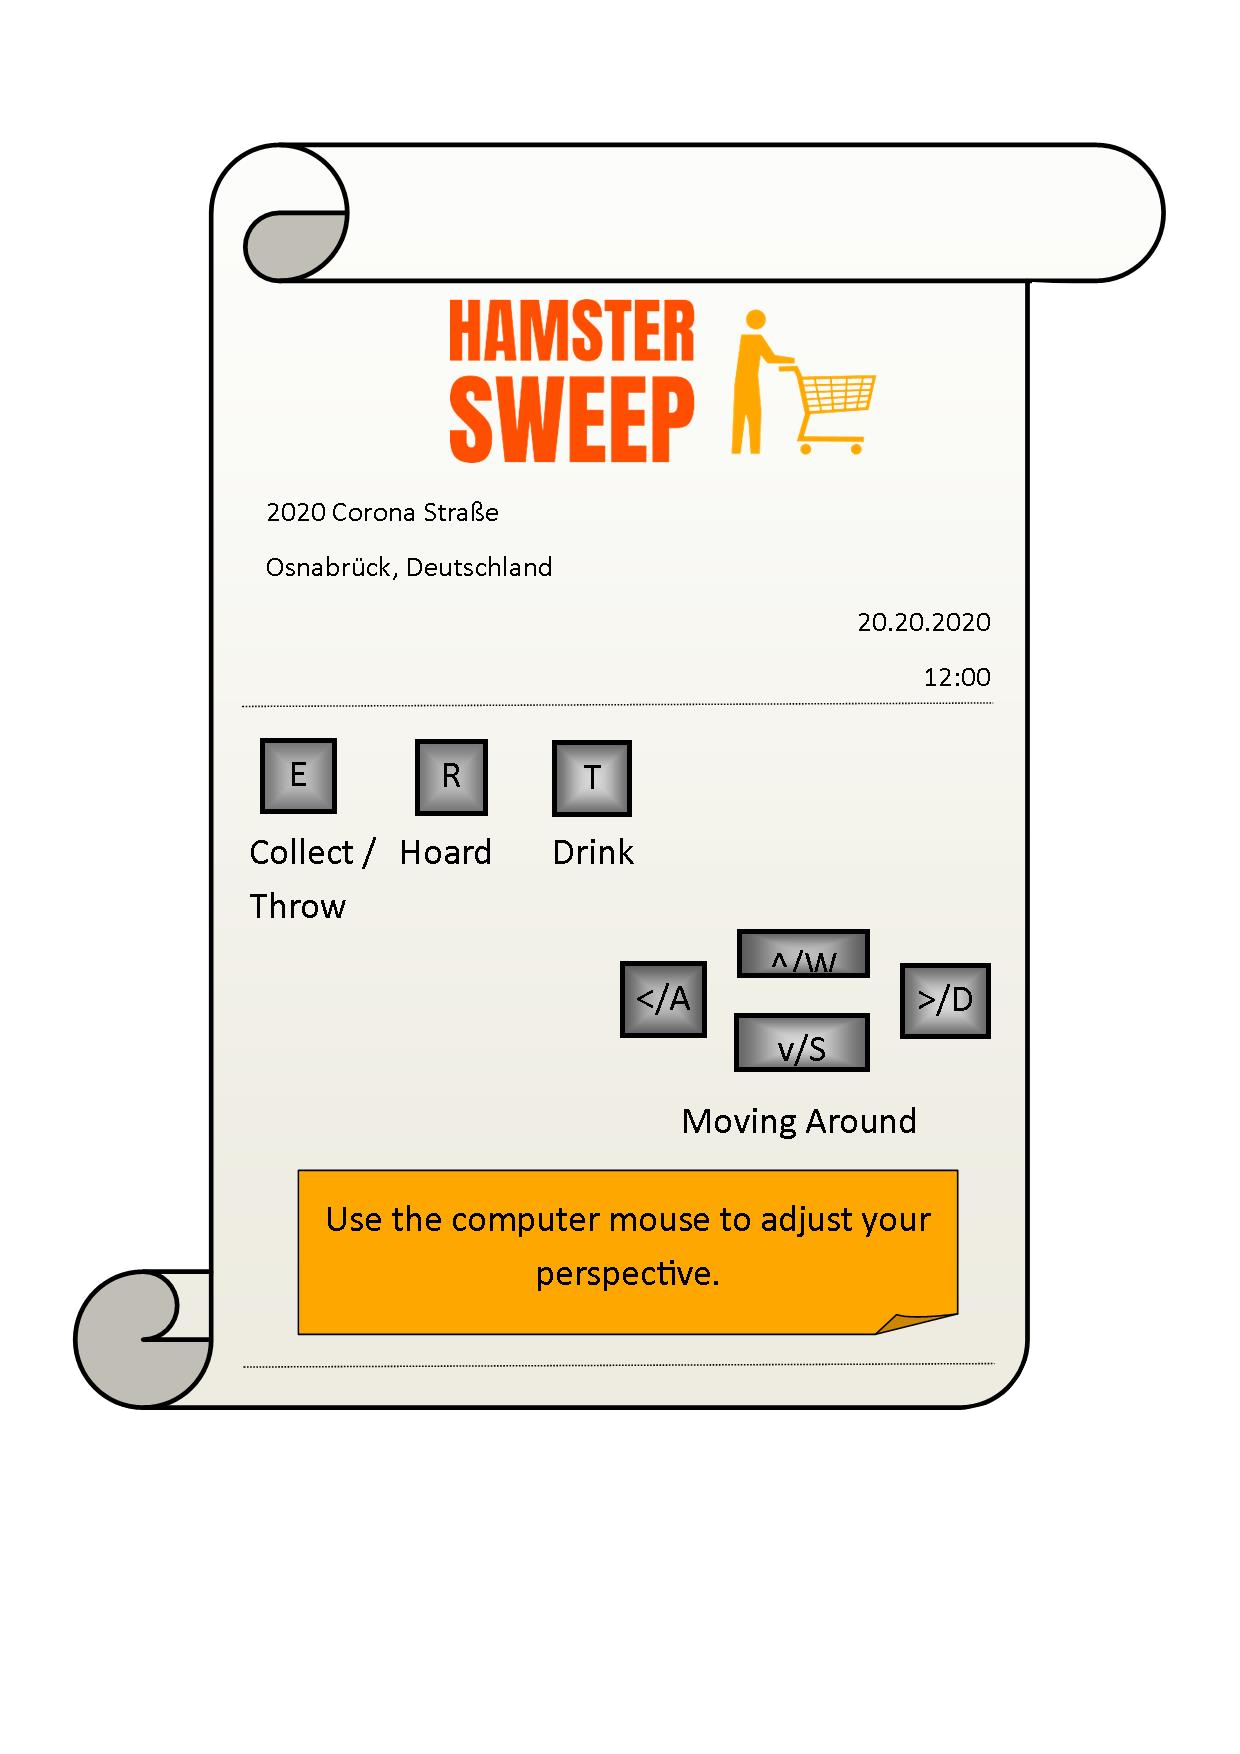 HAMSTER
SWEEP
2020 Corona Straße
Osnabrück, Deutschland
20.20.2020
12:00
E R T
Collect / Hoard Drink
Throw
^/W
</A >/D
v/S
Moving Around
Use the computer mouse to adjust your
perspective.